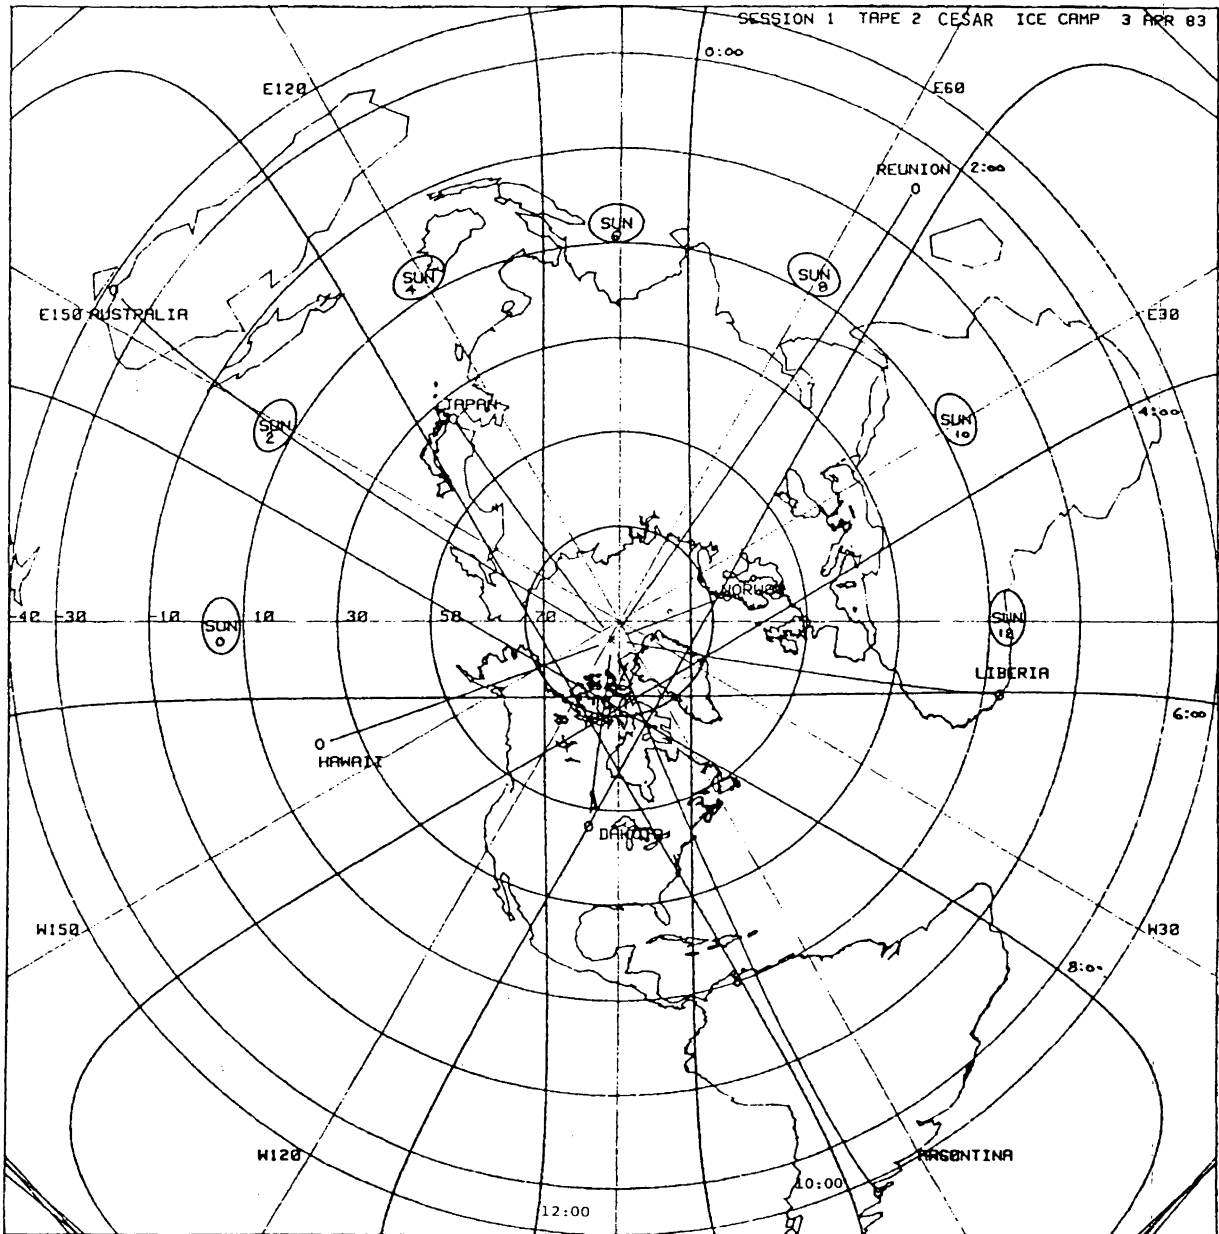 SESSION 1 TAPE 2 CESAR ICE CAMP 3 APR 83
0:00
E120
E60
REUNION
2:00
SUN
6
SUN
4
SUN
8
E150 AUSTRALIA
E30
JAPAN
4:00
SUN
2
SUN
10
NORWAY
-40 -30 -10 10 30 50 70
SUN
0
SUN
12
LIBERIA
6:00
HAWAII
DAKOTA
W150
W30
8:0
W120
ARGONTINA
10:00
12:00